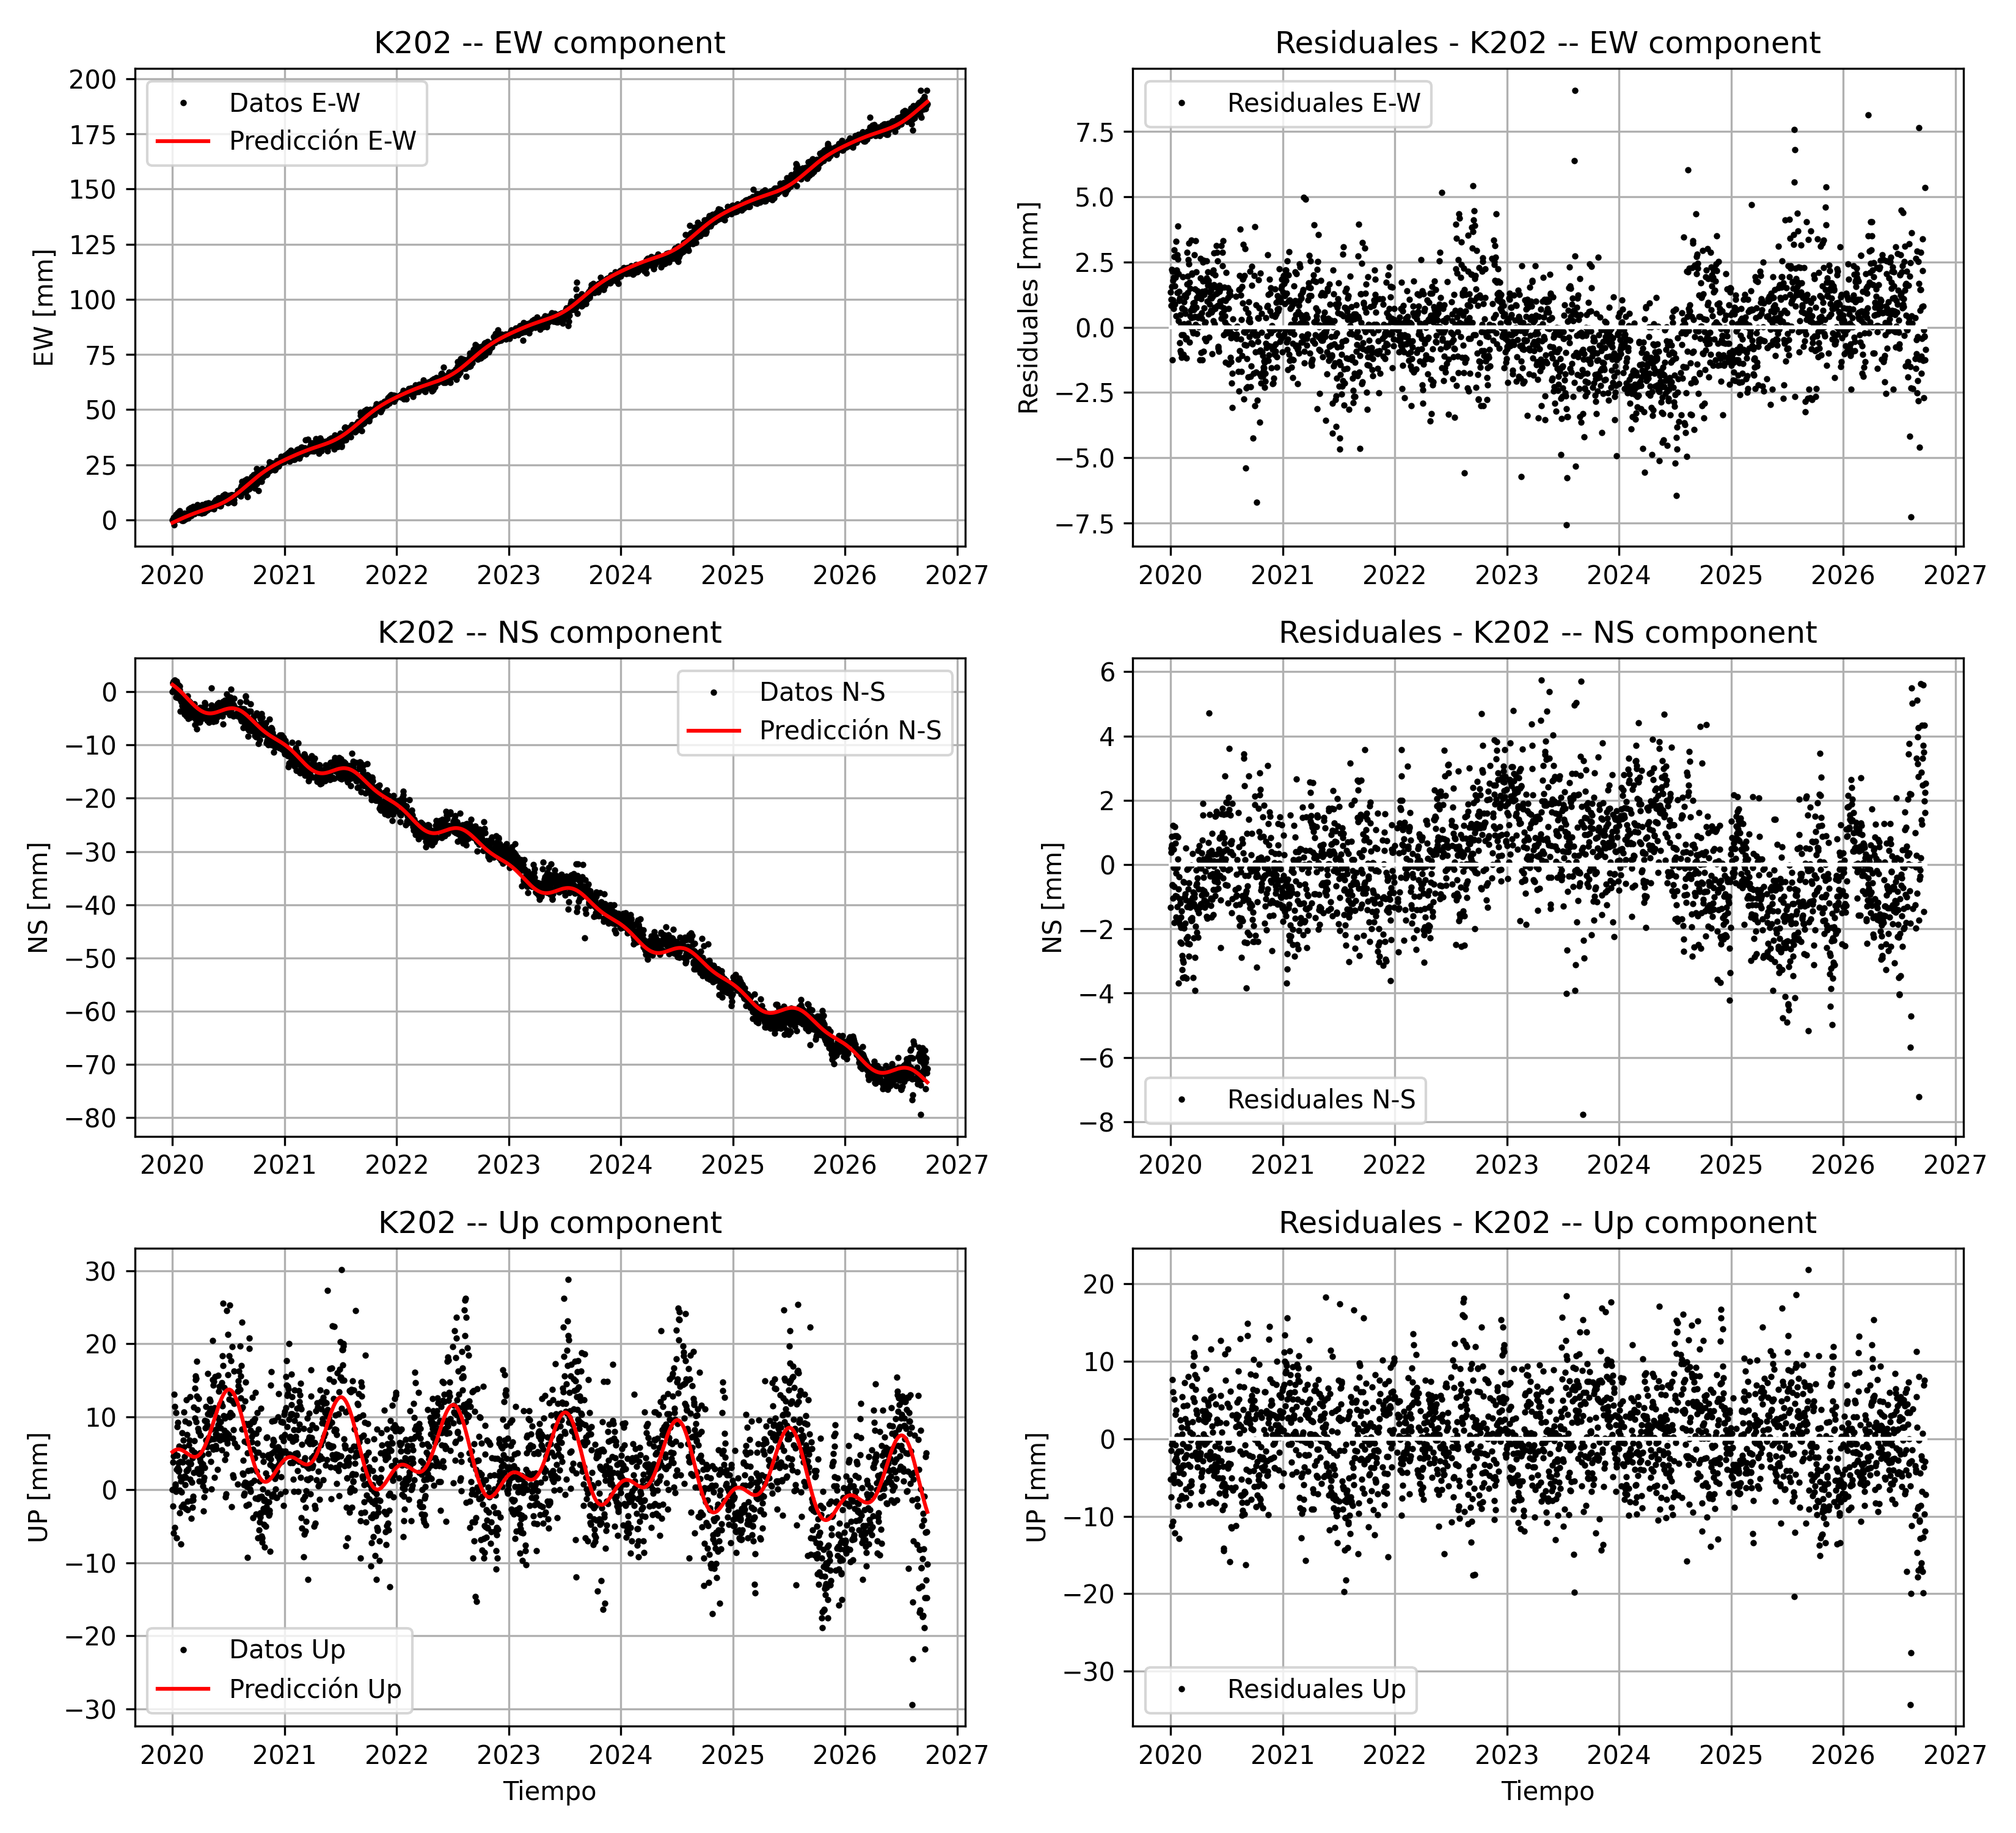 K202 -- EW component
Residuales - K202 -- EW component
200
175
150
125
100
75
50
25
0
EW [mm]
Datos E-W
Predicción E-W
2020 2021 2022 2023 2024 2025 2026 2027
7.5
5.0
2.5
0.0
−2.5
−5.0
−7.5
Residuales [mm]
Residuales E-W
2020 2021 2022 2023 2024 2025 2026 2027
K202 -- NS component
Residuales - K202 -- NS component
0
−10
−20
−30
−40
−50
−60
−70
−80
NS [mm]
Datos N-S
Predicción N-S
2020 2021 2022 2023 2024 2025 2026 2027
6
4
2
0
−2
−4
−6
−8
NS [mm]
Residuales N-S
2020 2021 2022 2023 2024 2025 2026 2027
K202 -- Up component
Residuales - K202 -- Up component
30
20
10
0
−10
−20
−30
UP [mm]
Datos Up
Predicción Up
2020 2021 2022 2023 2024 2025 2026 2027
Tiempo
20
10
0
−10
−20
−30
UP [mm]
Residuales Up
2020 2021 2022 2023 2024 2025 2026 2027
Tiempo